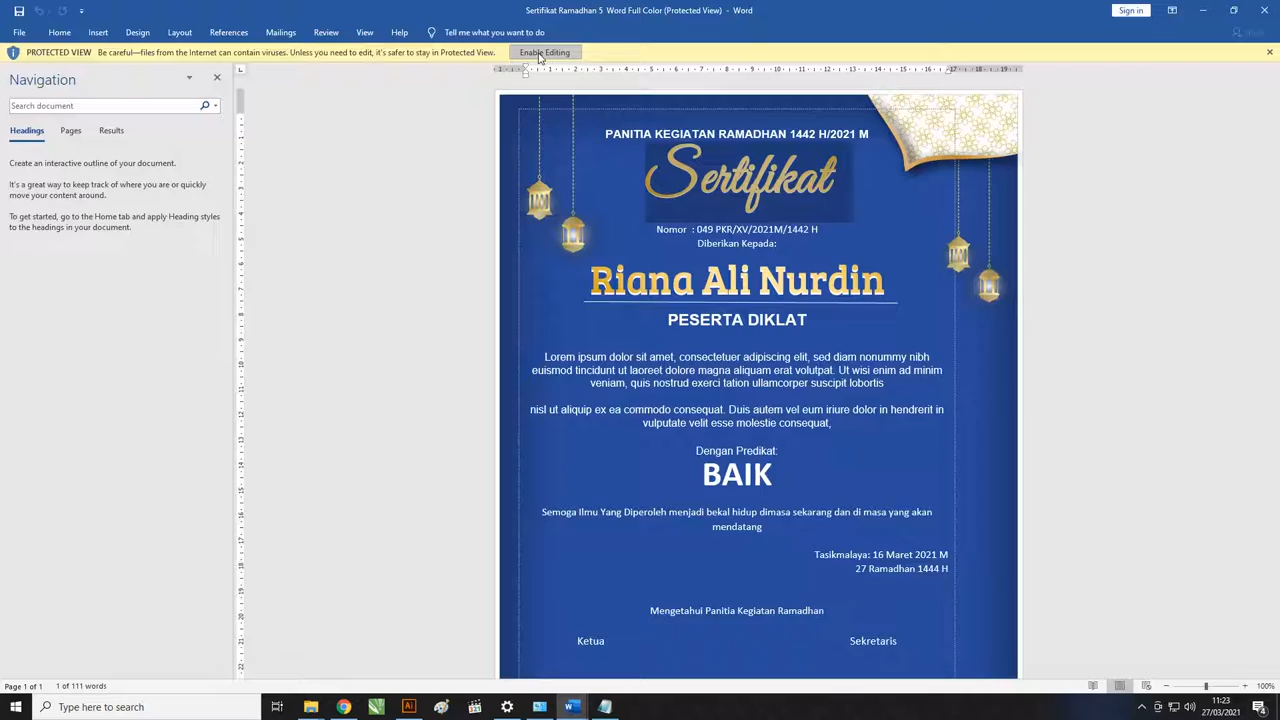 Sertifikat Ramadhan 5 Word Full Color (Protected View) - Word
Sign in
File Home Insert Design Layout References Mailings Review View Help Tell me what you want to do
PROTECTED VIEW Be careful—files from the Internet can contain viruses. Unless you need to edit, it's safer to stay in Protected View. Enable Editing
Navigation
Search document
Headings Pages Results
Create an interactive outline of your document.
It's a great way to keep track of where you are or quickly
move your content around.
To get started, go to the Home tab and apply Heading styles
to the headings in your document.
PANITIA KEGIATAN RAMADHAN 1442 H/2021 M
Sertifikat
Nomor : 049 PKR/XV/2021M/1442 H
Diberikan Kepada:
Riana Ali Nurdin
PESERTA DIKLAT
Lorem ipsum dolor sit amet, consectetuer adipiscing elit, sed diam nonummy nibh
euismod tincidunt ut laoreet dolore magna aliquam erat volutpat. Ut wisi enim ad minim
veniam, quis nostrud exerci tation ullamcorper suscipit lobortis
nisl ut aliquip ex ea commodo consequat. Duis autem vel eum iriure dolor in hendrerit in
vulputate velit esse molestie consequat,
Dengan Predikat:
BAIK
Semoga Ilmu Yang Diperoleh menjadi bekal hidup dimasa sekarang dan di masa yang akan
mendatang
Tasikmalaya: 16 Maret 2021 M
27 Ramadhan 1444 H
Mengetahui Panitia Kegiatan Ramadhan
Ketua Sekretaris
Page 1 of 1 1 of 111 words 100%
Type here to search
11:23
27/03/2021